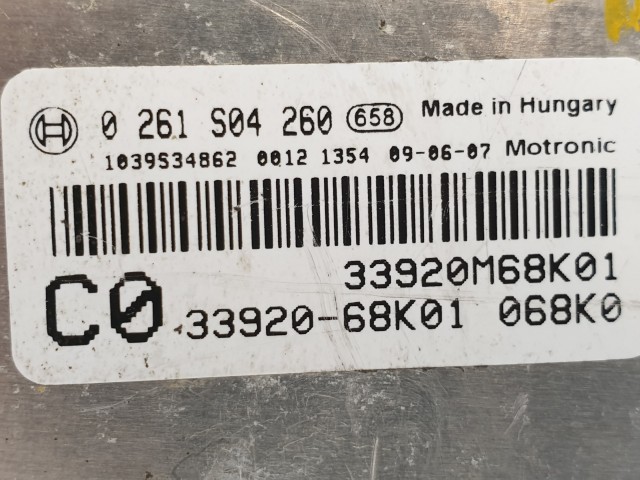 0 261 S04 260 658 Made in Hungary
1039S34862 0012 1354 09-06-07 Motronic
33920M68K01
C0 33920-68K01 068K0